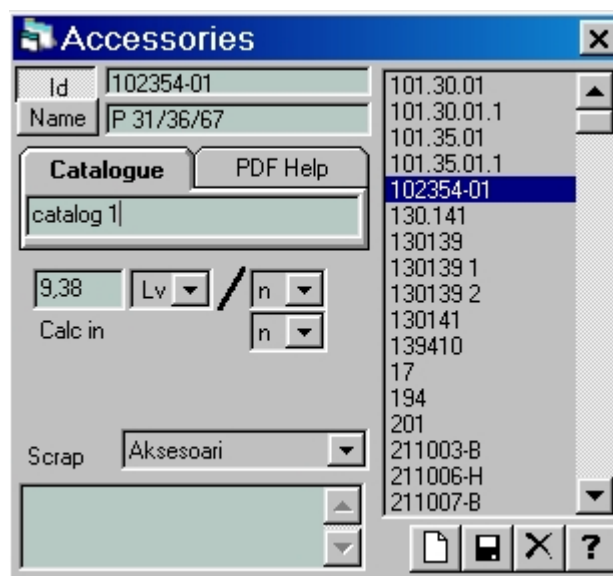 Accessories
Id 102354-01
Name P 31/36/67
Catalogue PDF Help
catalog 1
9,38 Lv / n
Calc in n
Scrap Aksesoari
101.30.01
101.30.01.1
101.35.01
101.35.01.1
102354-01
130.141
130139
130139 1
130139 2
130141
139410
17
194
201
211003-B
211006-H
211007-B
?